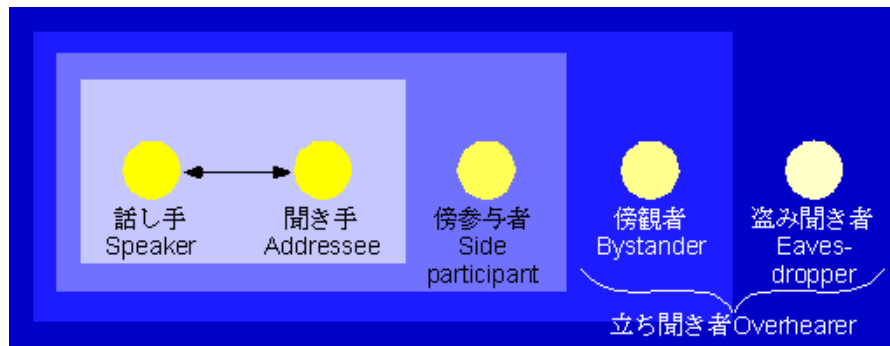 話し手
Speaker
聞き手
Addressee
傍参与者
Side
participant
傍観者
Bystander
盗み聞き者
Eaves-
dropper
立ち聞き者Overhearer